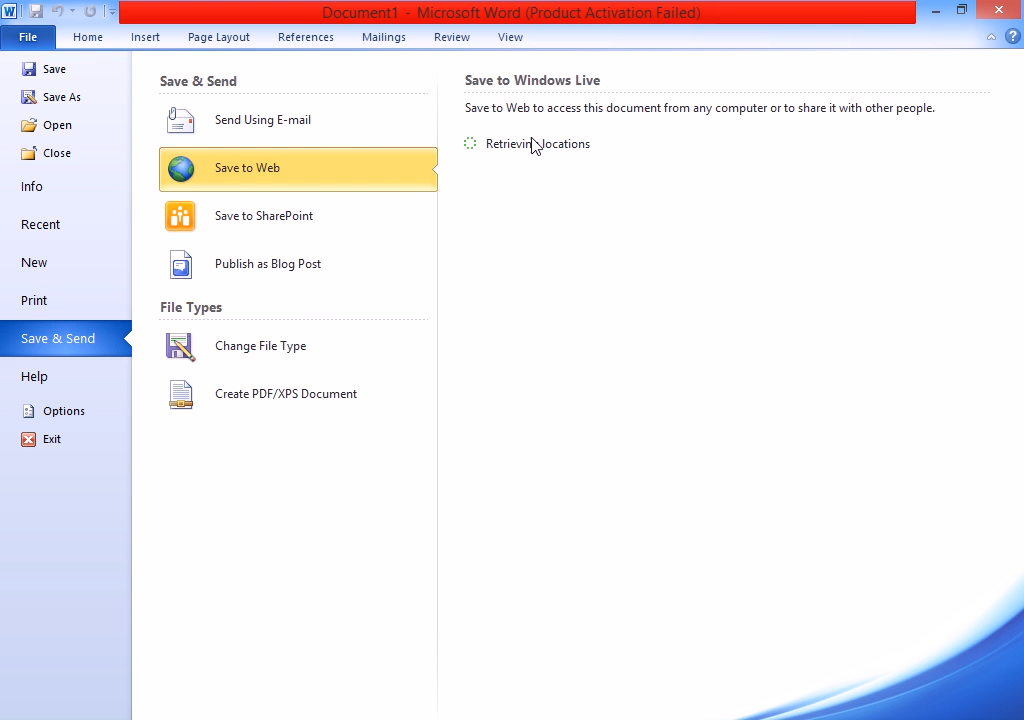 Document1 - Microsoft Word (Product Activation Failed)
File Home Insert Page Layout References Mailings Review View
Save
Save As
Open
Close
Info
Recent
New
Print
Save & Send
Help
Options
Exit
Save & Send
Send Using E-mail
Save to Web
Save to SharePoint
Publish as Blog Post
File Types
Change File Type
Create PDF/XPS Document
Save to Windows Live
Save to Web to access this document from any computer or to share it with other people.
Retrieving locations